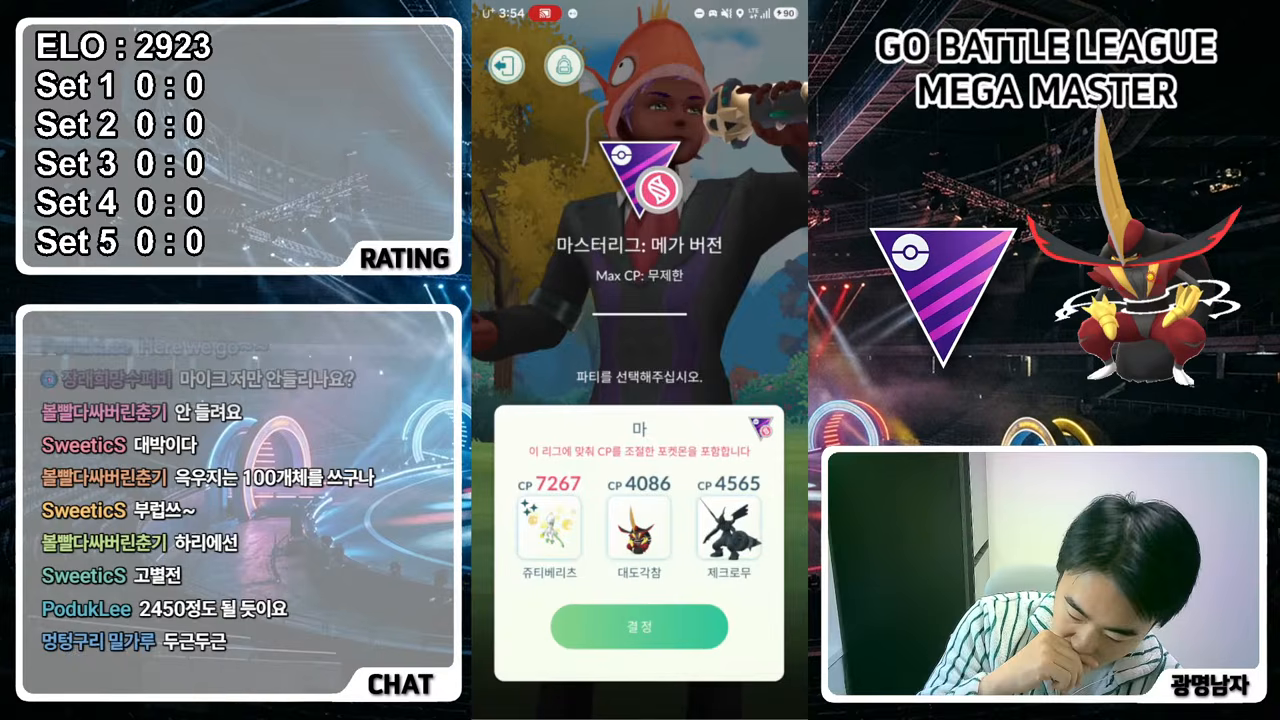 ELO : 2923
Set 1 0 : 0
Set 2 0 : 0
Set 3 0 : 0
Set 4 0 : 0
Set 5 0 : 0
RATING
Here we go~~
장래희망수퍼비 마이크 저만 안들리나요?
볼빨다싸버린춘기 안 들려요
SweeticS 대박이다
볼빨다싸버린춘기 욱우지는 100개체를 쓰구나
SweeticS 부럽쓰~
볼빨다싸버린춘기 하리에선
SweeticS 고별전
PodukLee 2450정도 될 듯이요
멍텅구리 밀가루 두근두근
CHAT
U+ 3:54
LTE
90
마스터리그: 메가 버전
Max CP: 무제한
파티를 선택해주십시오.
마
이 리그에 맞춰 CP를 조절한 포켓몬을 포함합니다
CP 7267 CP 4086 CP 4565
쥬티베리츠 대도각참 제크로무
결정
GO BATTLE LEAGUE
MEGA MASTER
광명남자